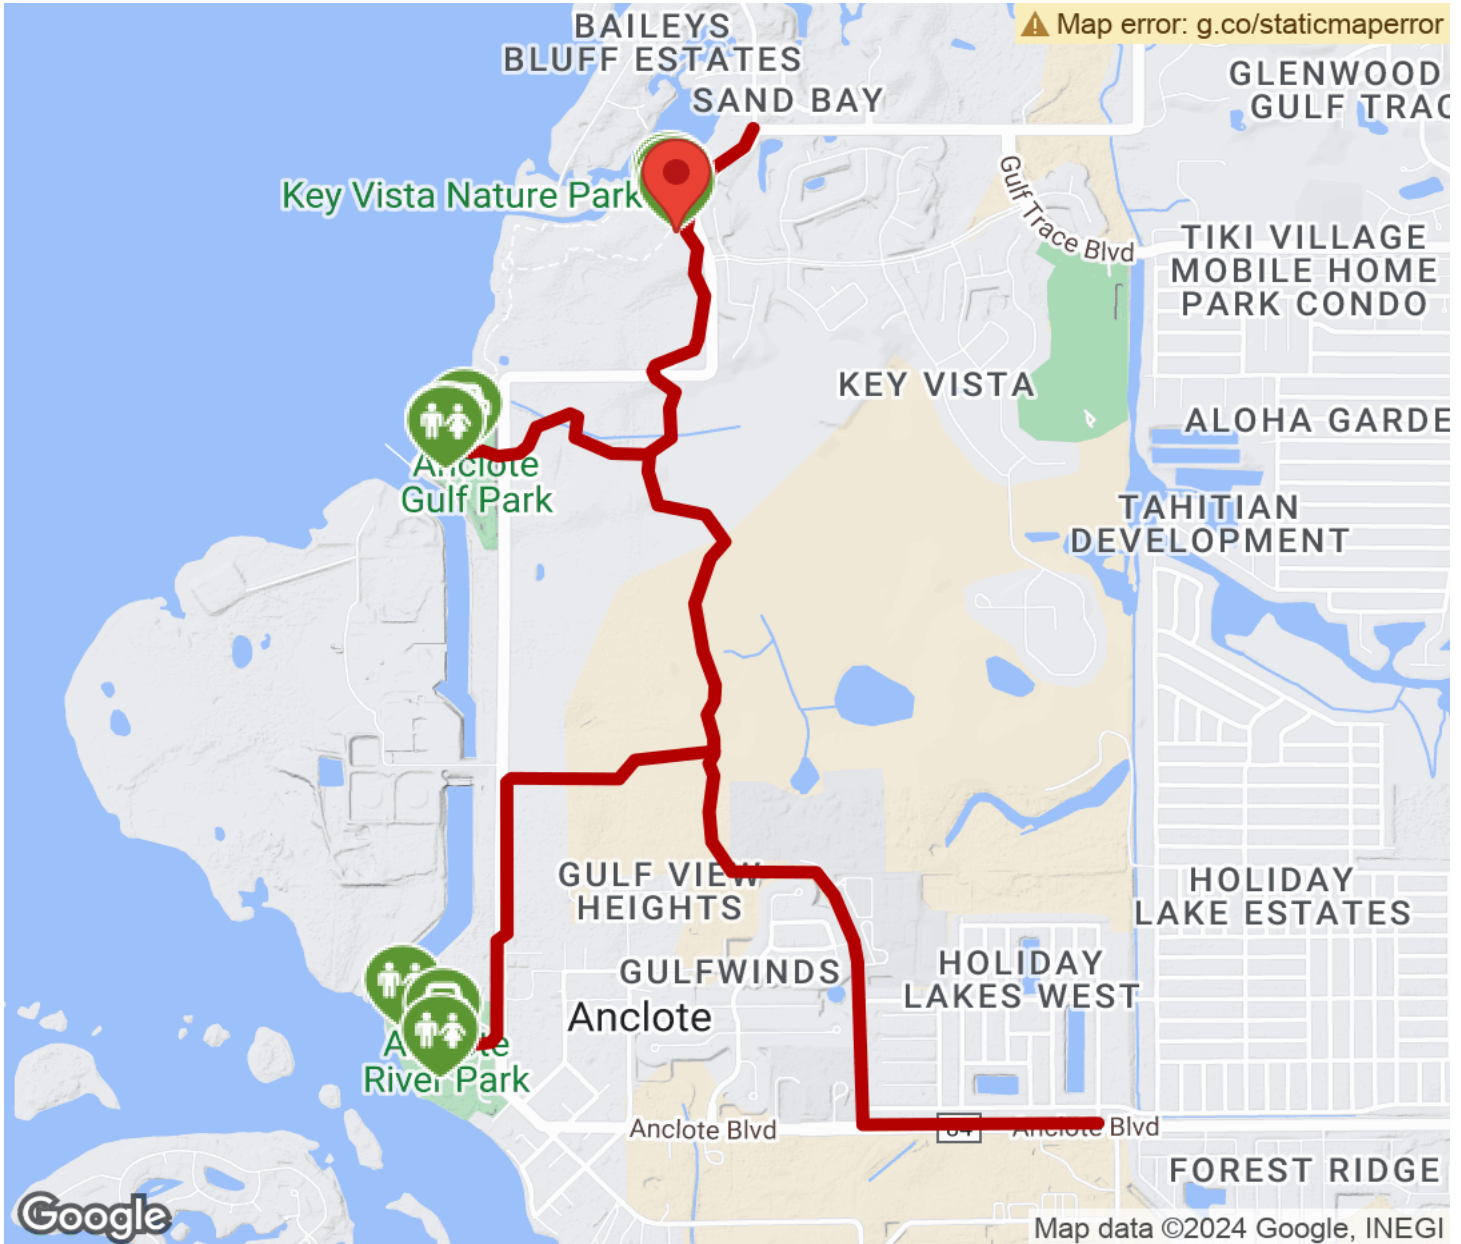 BAILEYS
BLUFF ESTATES
Map error: g.co/staticmaperror
SAND BAY
GLENWOOD
GULF TRAC
Key Vista Nature Park
Gulf Trace Blvd
TIKI VILLAGE
MOBILE HOME
PARK CONDO
KEY VISTA
ALOHA GARDE
Anclote
Gulf Park
TAHITIAN
DEVELOPMENT
GULF VIEW
HEIGHTS
HOLIDAY
LAKE ESTATES
GULFWINDS
HOLIDAY
LAKES WEST
Anclote
River Park
Anclote Blvd
Anclote Blvd
FOREST RIDGE
Google
Map data ©2024 Google, INEGI